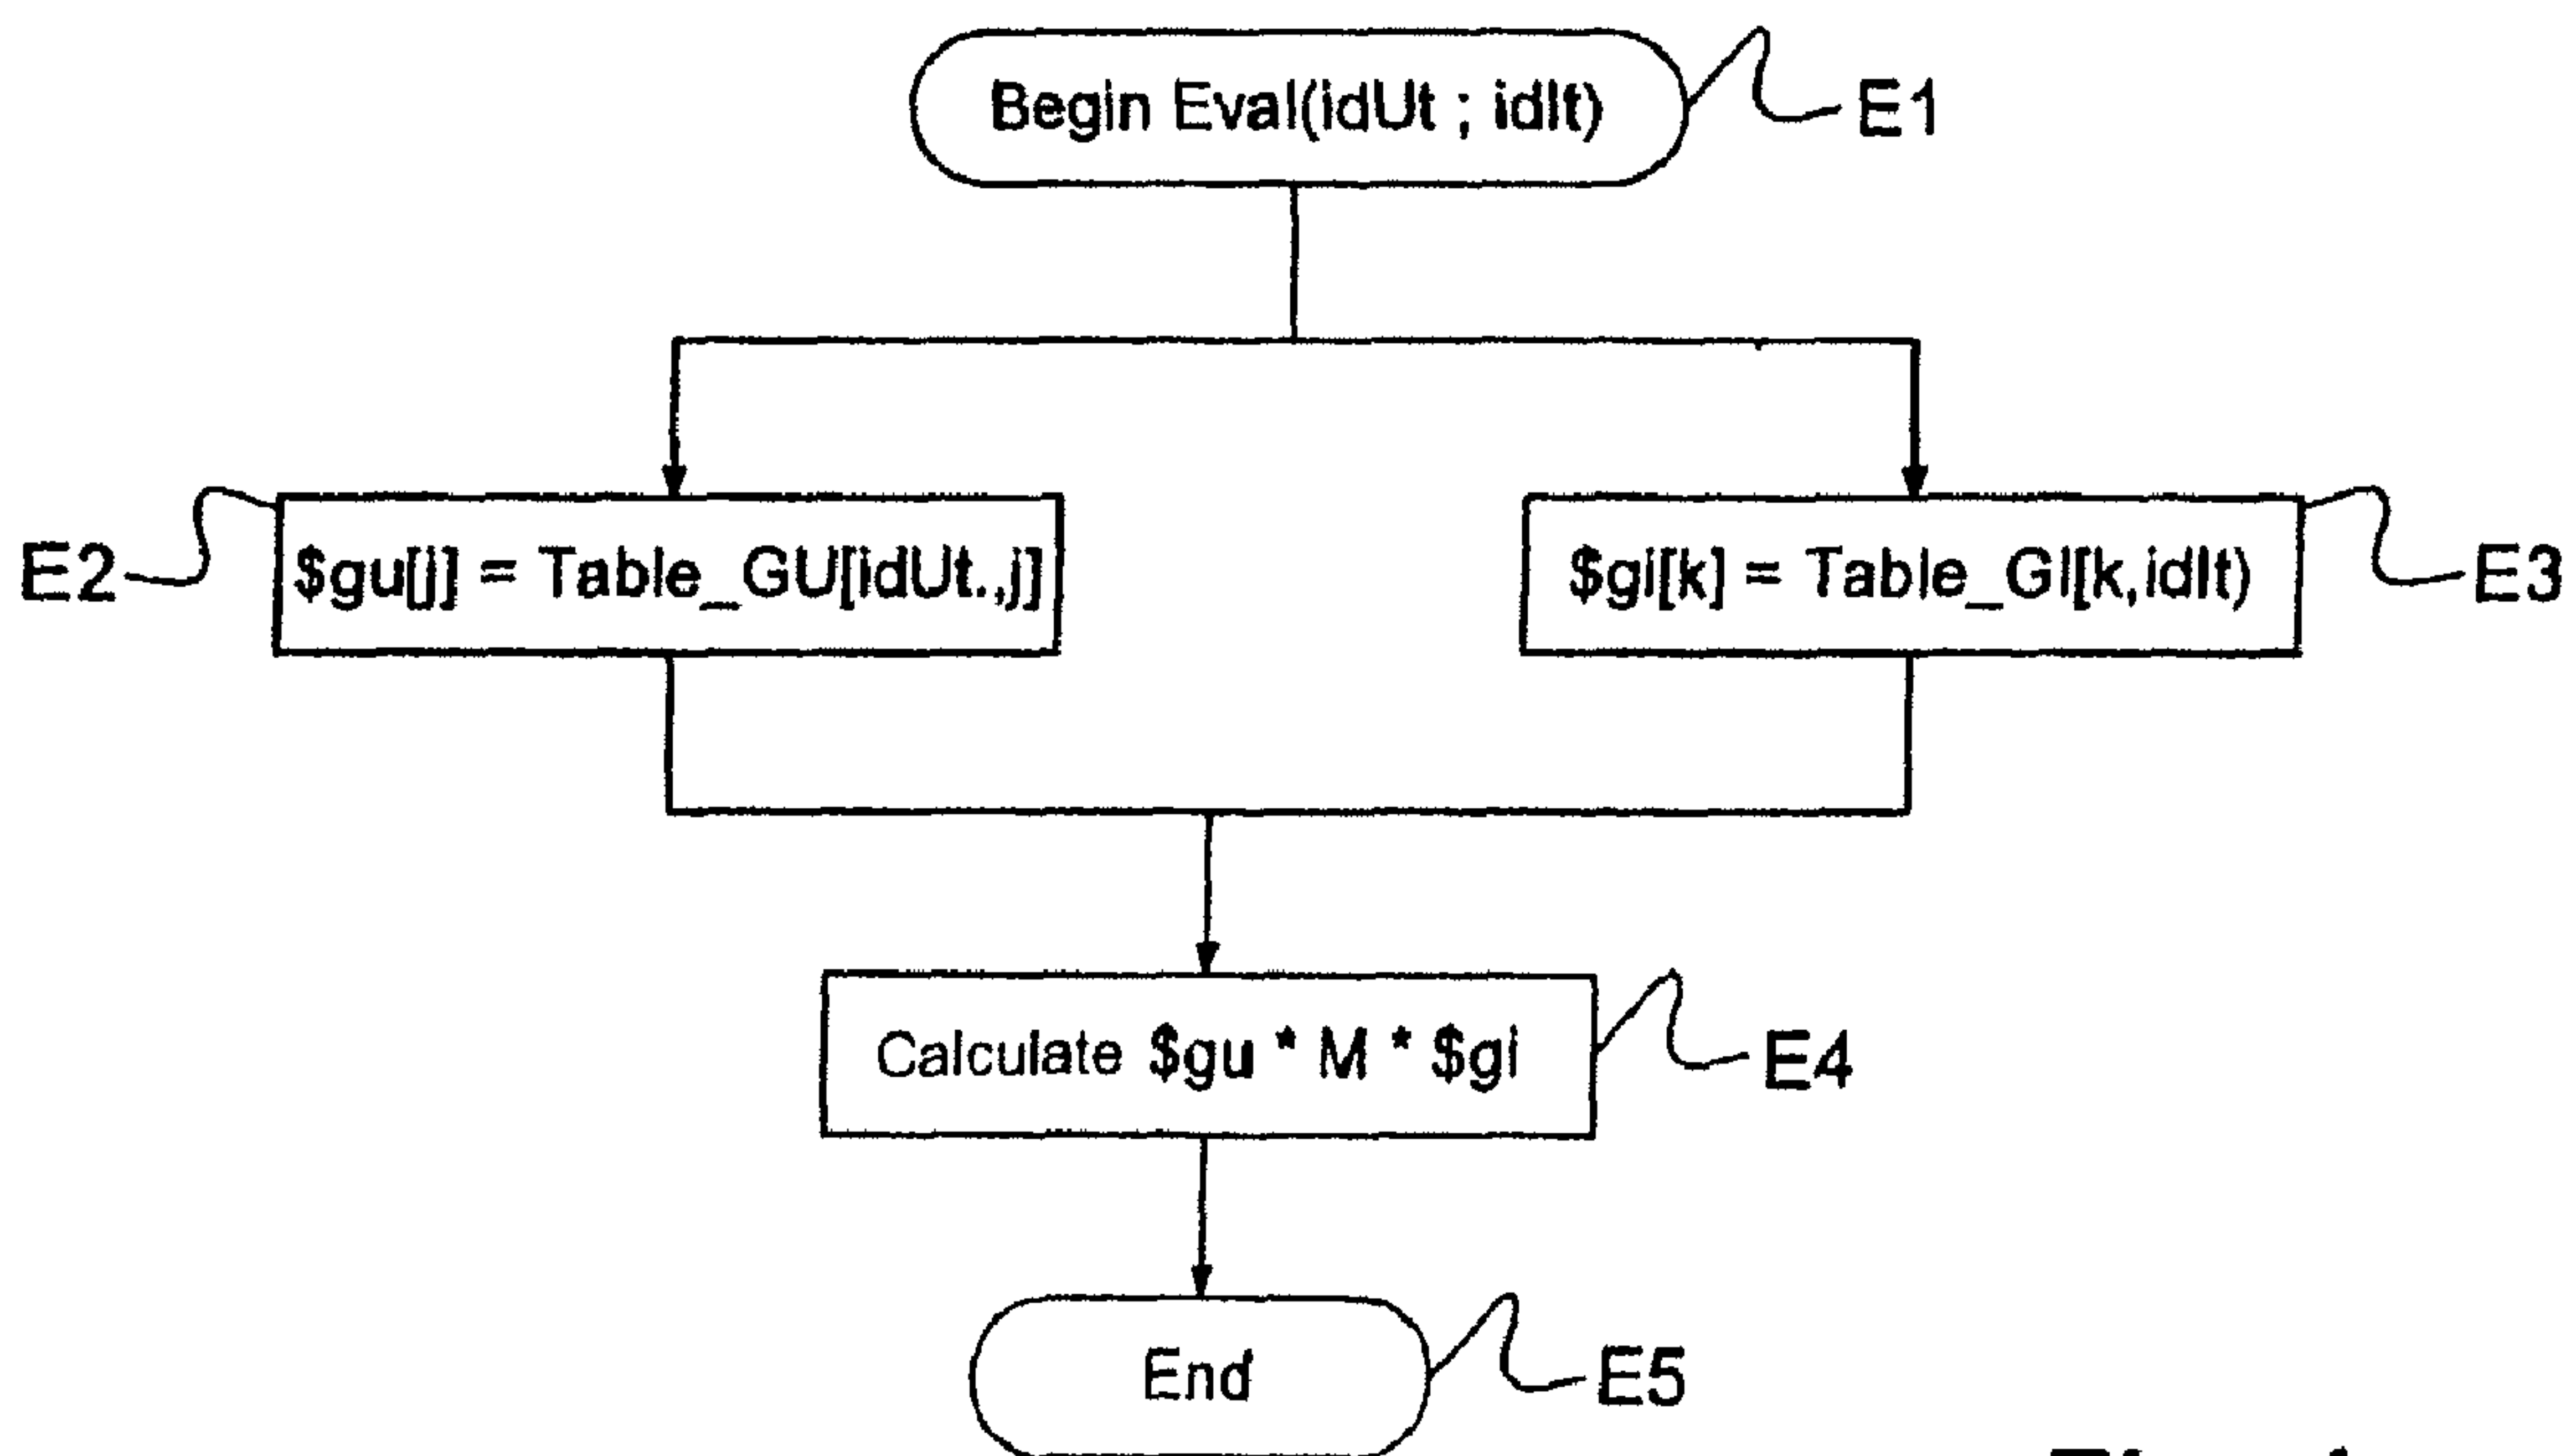 Begin Eval(idUt ; idIt)
E1
E2
$gu[j] = Table_GU[idUt.,j]
$gi[k] = Table_GI[k,idIt)
E3
Calculate $gu * M * $gi
E4
End
E5